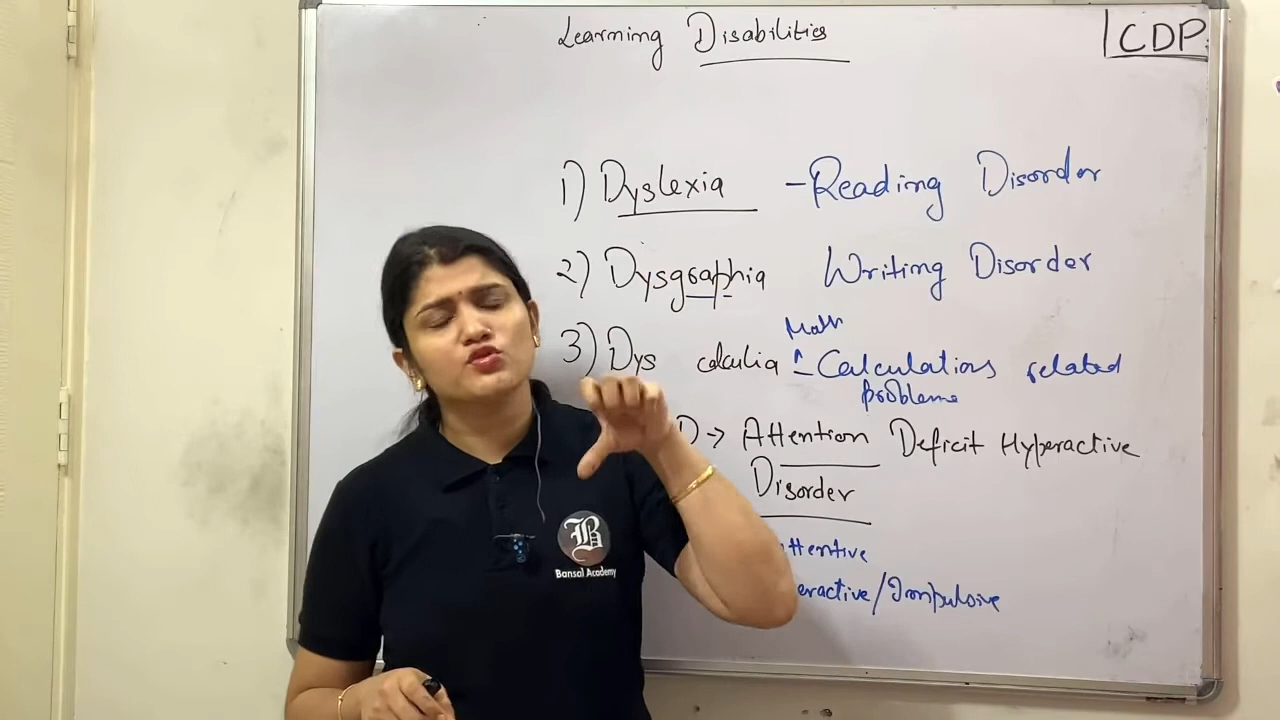 Learning Disabilities
CDP
1) Dyslexia - Reading Disorder
2) Dysgraphia Writing Disorder
3) Dys calculia - Calculations related
Math
problems
D → Attention Deficit Hyperactive
Disorder
ttentive
eractive/Impulsive
B
Bansal Academy